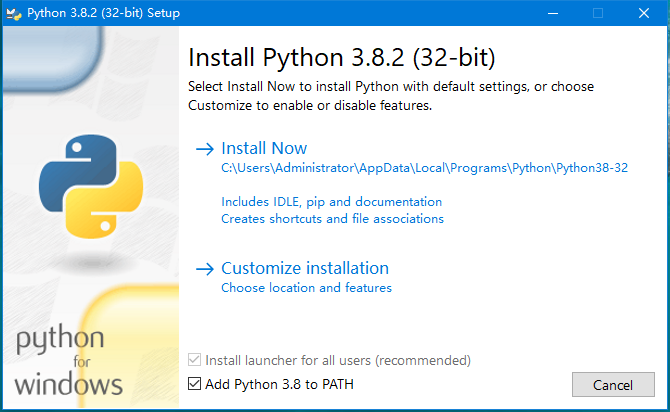 Python 3.8.2 (32-bit) Setup
Install Python 3.8.2 (32-bit)
Select Install Now to install Python with default settings, or choose
Customize to enable or disable features.
Install Now
C:\Users\Administrator\AppData\Local\Programs\Python\Python38-32
Includes IDLE, pip and documentation
Creates shortcuts and file associations
Customize installation
Choose location and features
python
for
windows
Install launcher for all users (recommended)
Add Python 3.8 to PATH
Cancel